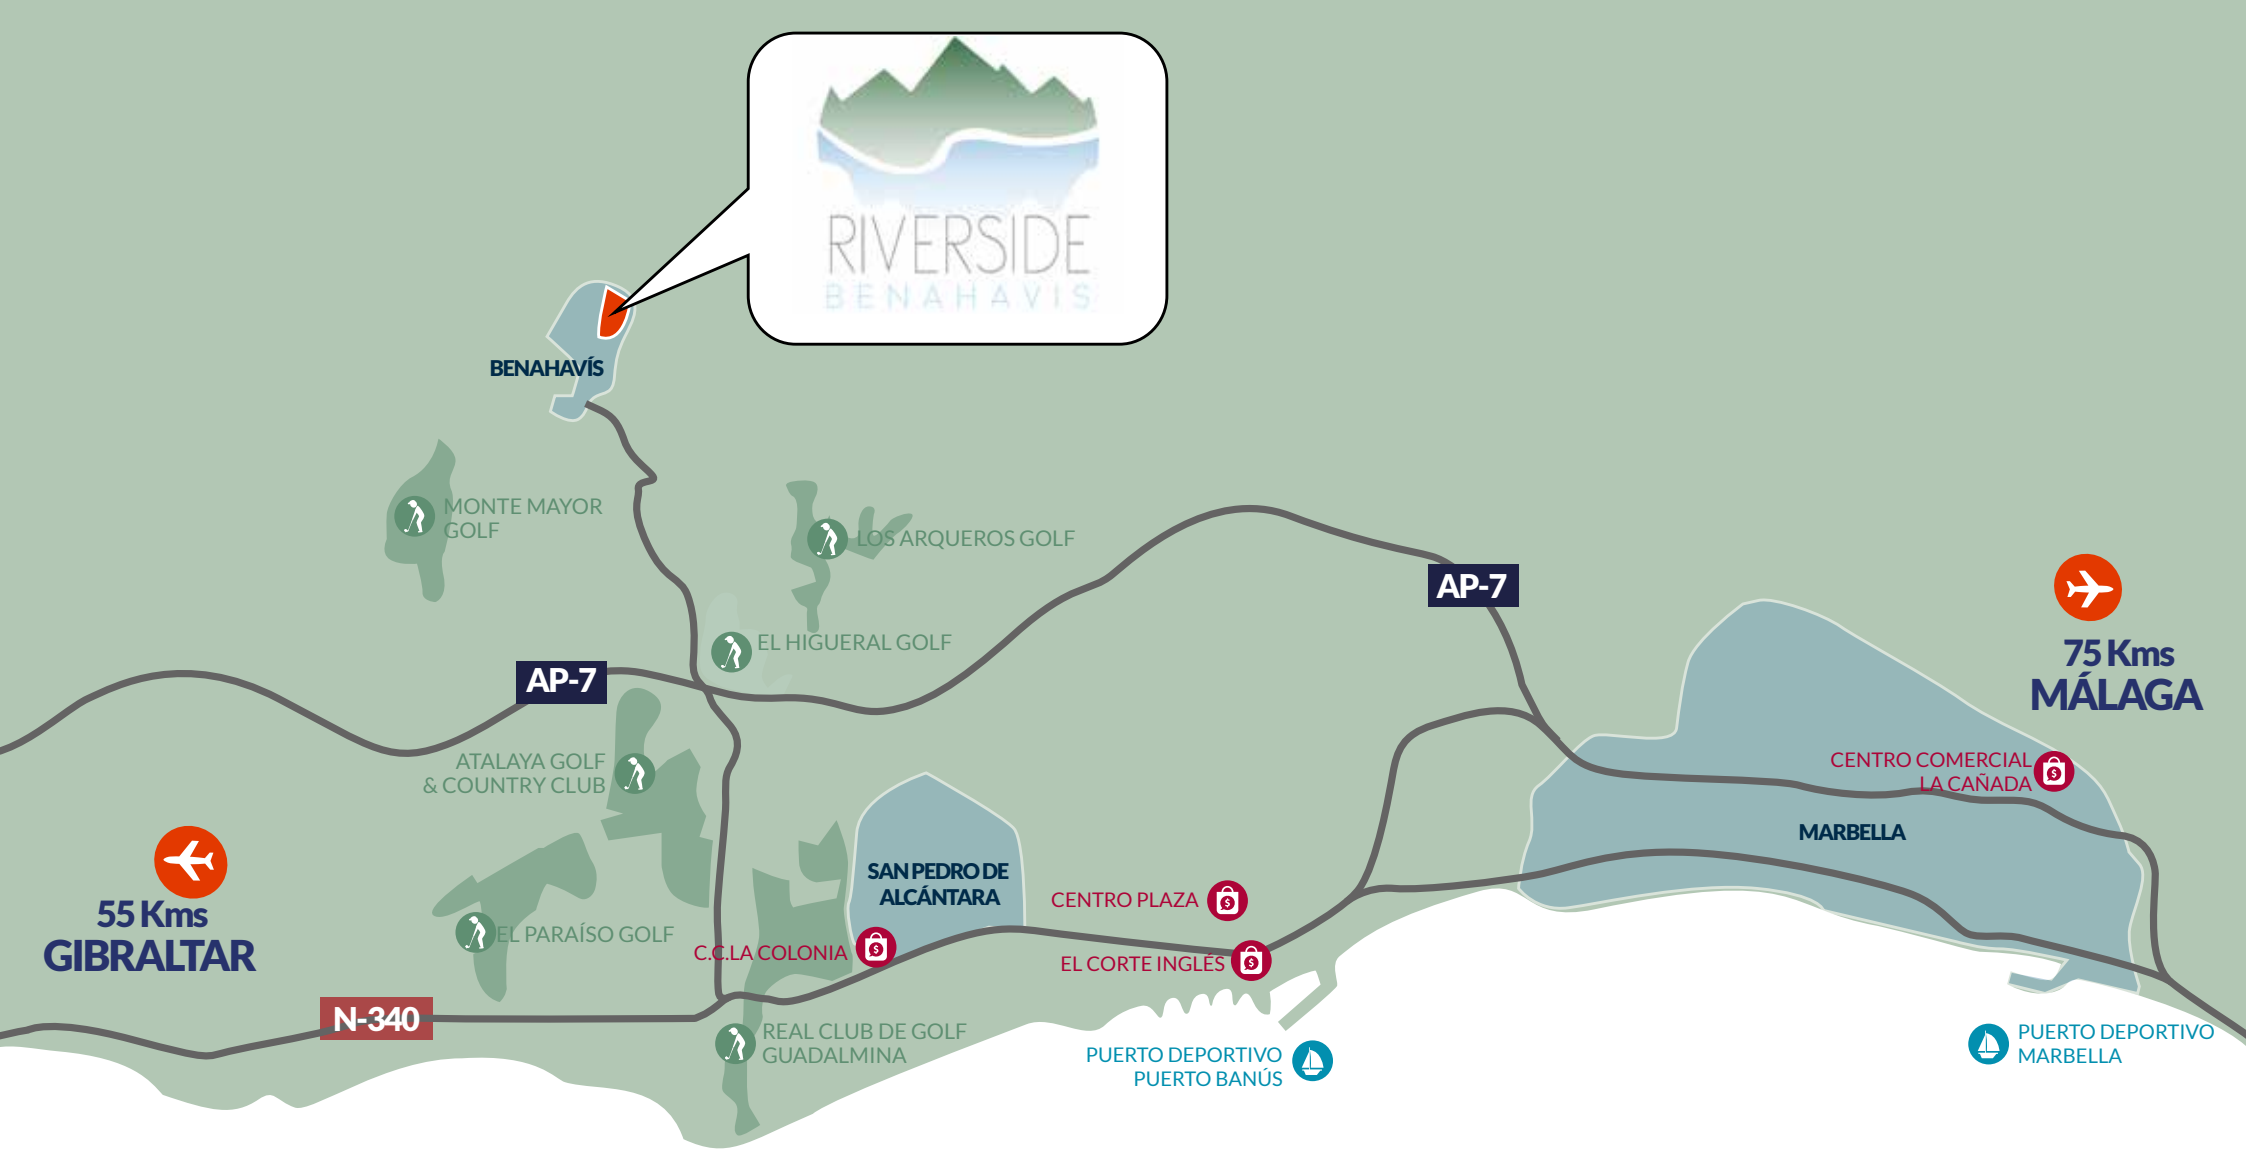 RIVERSIDE
BENAHAVIS
BENAHAVÍS
MONTE MAYOR
GOLF
LOS ARQUEROS GOLF
AP-7
EL HIGUERAL GOLF
75 Kms
MÁLAGA
AP-7
ATALAYA GOLF
& COUNTRY CLUB
CENTRO COMERCIAL
LA CAÑADA
MARBELLA
SAN PEDRO DE
ALCÁNTARA
CENTRO PLAZA
55 Kms
GIBRALTAR
EL PARAÍSO GOLF
C.C.LA COLONIA
EL CORTE INGLÉS
N-340
REAL CLUB DE GOLF
GUADALMINA
PUERTO DEPORTIVO
PUERTO BANÚS
PUERTO DEPORTIVO
MARBELLA